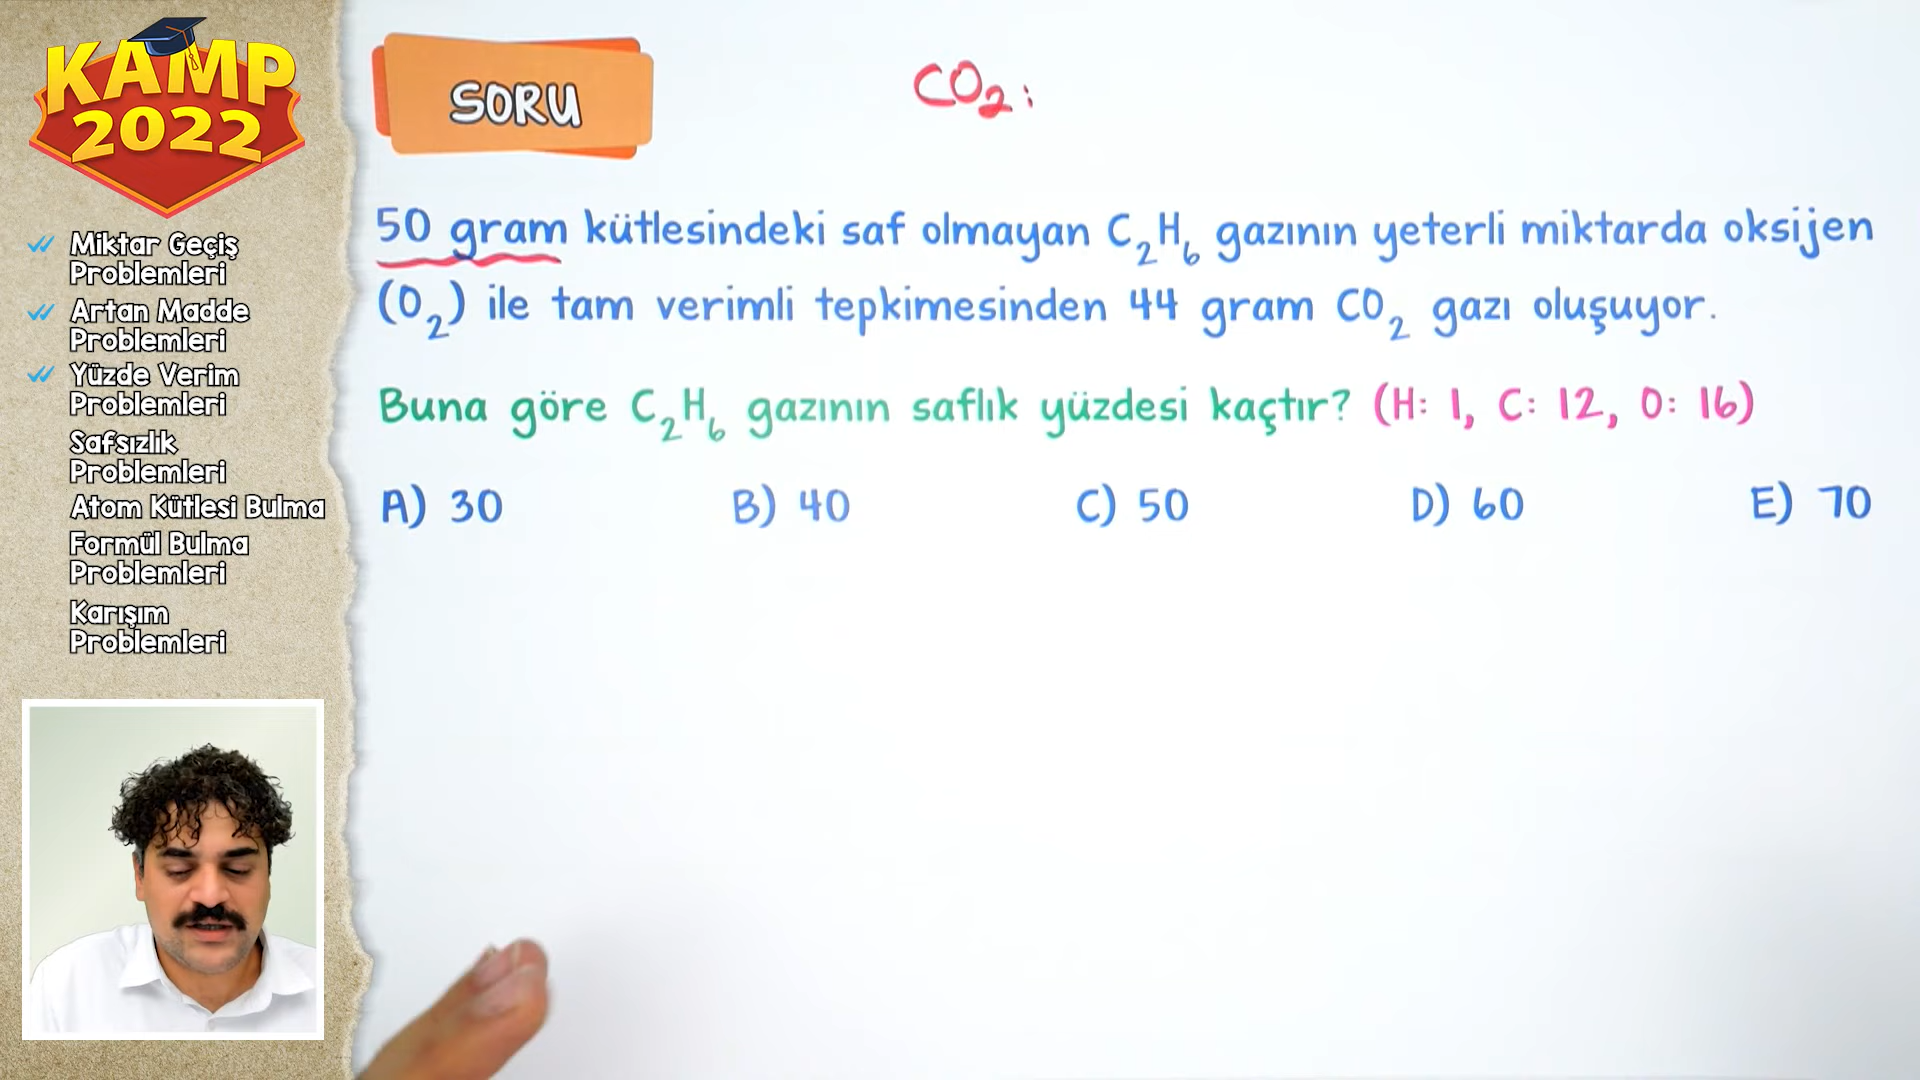 KAMP
2022
Miktar Geçiş
Problemleri
Artan Madde
Problemleri
Yüzde Verim
Problemleri
Safsızlık
Problemleri
Atom Kütlesi Bulma
Formül Bulma
Problemleri
Karışım
Problemleri
SORU
CO₂:
50 gram kütlesindeki saf olmayan C₂H₆ gazının yeterli miktarda oksijen
(O₂) ile tam verimli tepkimesinden 44 gram CO₂ gazı oluşuyor.
Buna göre C₂H₆ gazının saflık yüzdesi kaçtır? (H: 1, C: 12, O: 16)
A) 30 B) 40 C) 50 D) 60 E) 70